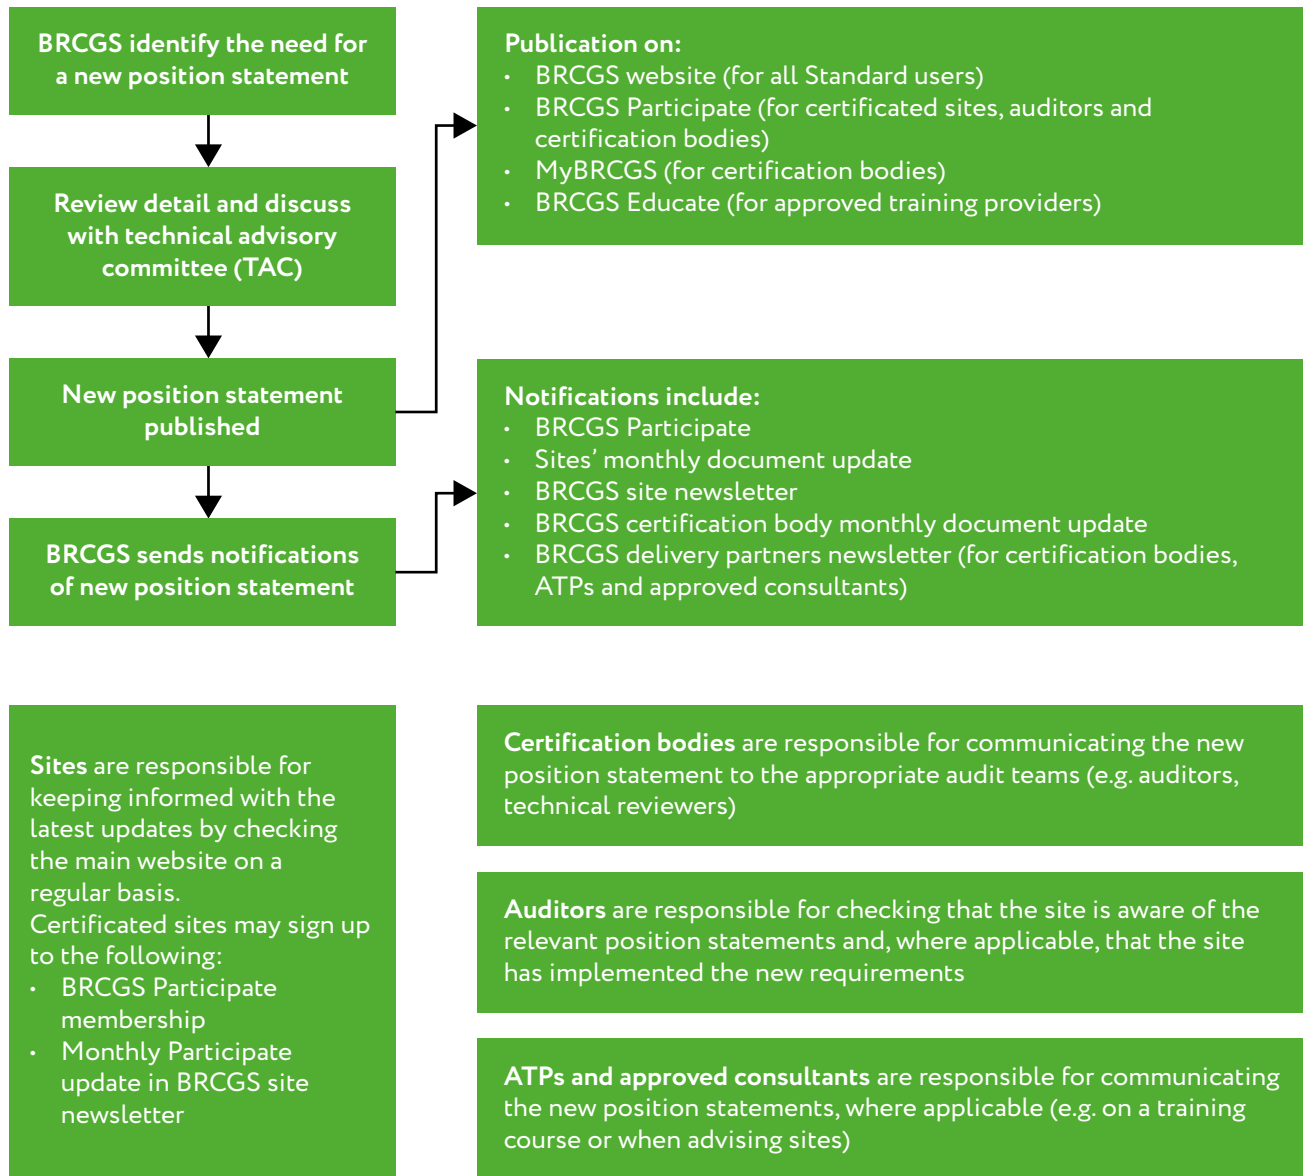 BRCGS identify the need for
a new position statement
Review detail and discuss
with technical advisory
committee (TAC)
New position statement
published
BRCGS sends notifications
of new position statement
Publication on:
• BRCGS website (for all Standard users)
• BRCGS Participate (for certificated sites, auditors and
certification bodies)
• MyBRCGS (for certification bodies)
• BRCGS Educate (for approved training providers)
Notifications include:
• BRCGS Participate
• Sites’ monthly document update
• BRCGS site newsletter
• BRCGS certification body monthly document update
• BRCGS delivery partners newsletter (for certification bodies,
ATPs and approved consultants)
Sites are responsible for
keeping informed with the
latest updates by checking
the main website on a
regular basis.
Certificated sites may sign up
to the following:
• BRCGS Participate
membership
• Monthly Participate
update in BRCGS site
newsletter
Certification bodies are responsible for communicating the new
position statement to the appropriate audit teams (e.g. auditors,
technical reviewers)
Auditors are responsible for checking that the site is aware of the
relevant position statements and, where applicable, that the site
has implemented the new requirements
ATPs and approved consultants are responsible for communicating
the new position statements, where applicable (e.g. on a training
course or when advising sites)